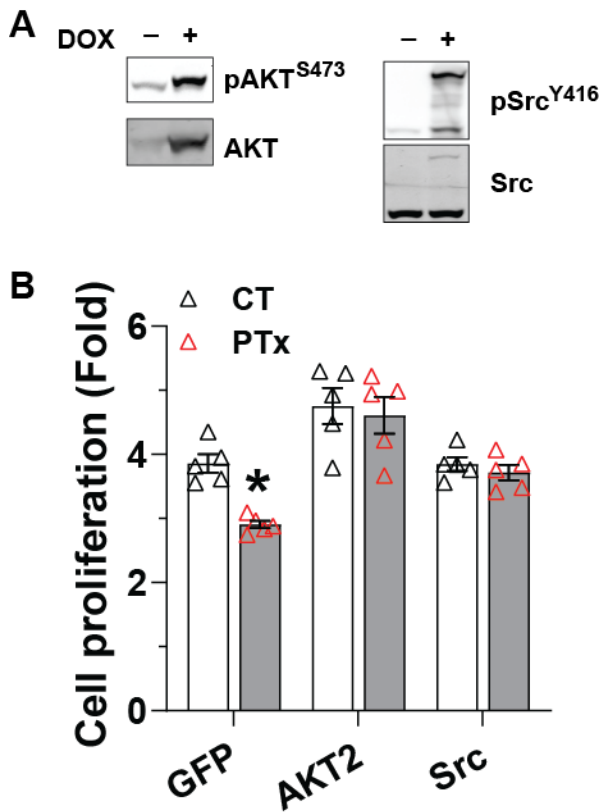 A
DOX – +
pAKT^S473
AKT
– +
pSrc^Y416
Src
B
Cell proliferation (Fold)
CT
PTx
6
4
2
0
*
GFP
AKT2
Src